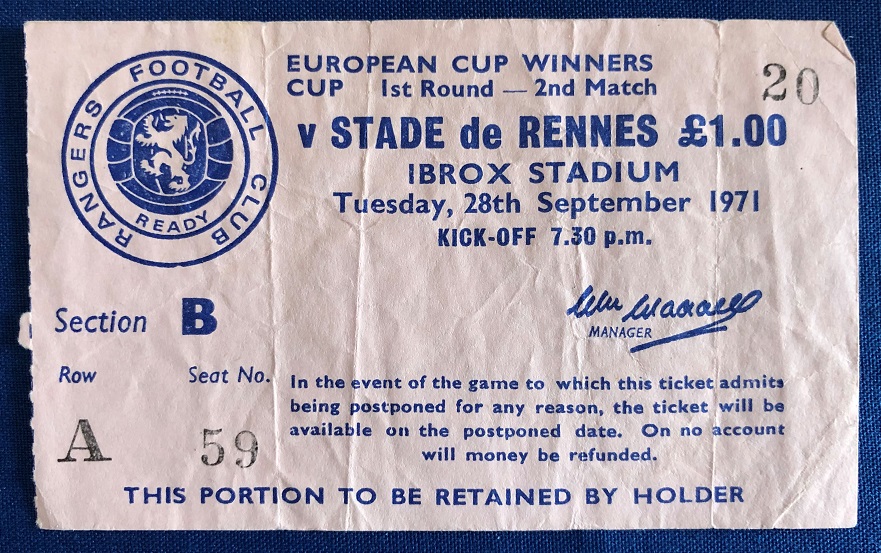 RANGERS FOOTBALL CLUB
READY
EUROPEAN CUP WINNERS
CUP 1st Round — 2nd Match
20
v STADE de RENNES £1.00
IBROX STADIUM
Tuesday, 28th September 1971
KICK-OFF 7.30 p.m.
Section B
MANAGER
Row Seat No.
A 59
In the event of the game to which this ticket admits
being postponed for any reason, the ticket will be
available on the postponed date. On no account
will money be refunded.
THIS PORTION TO BE RETAINED BY HOLDER